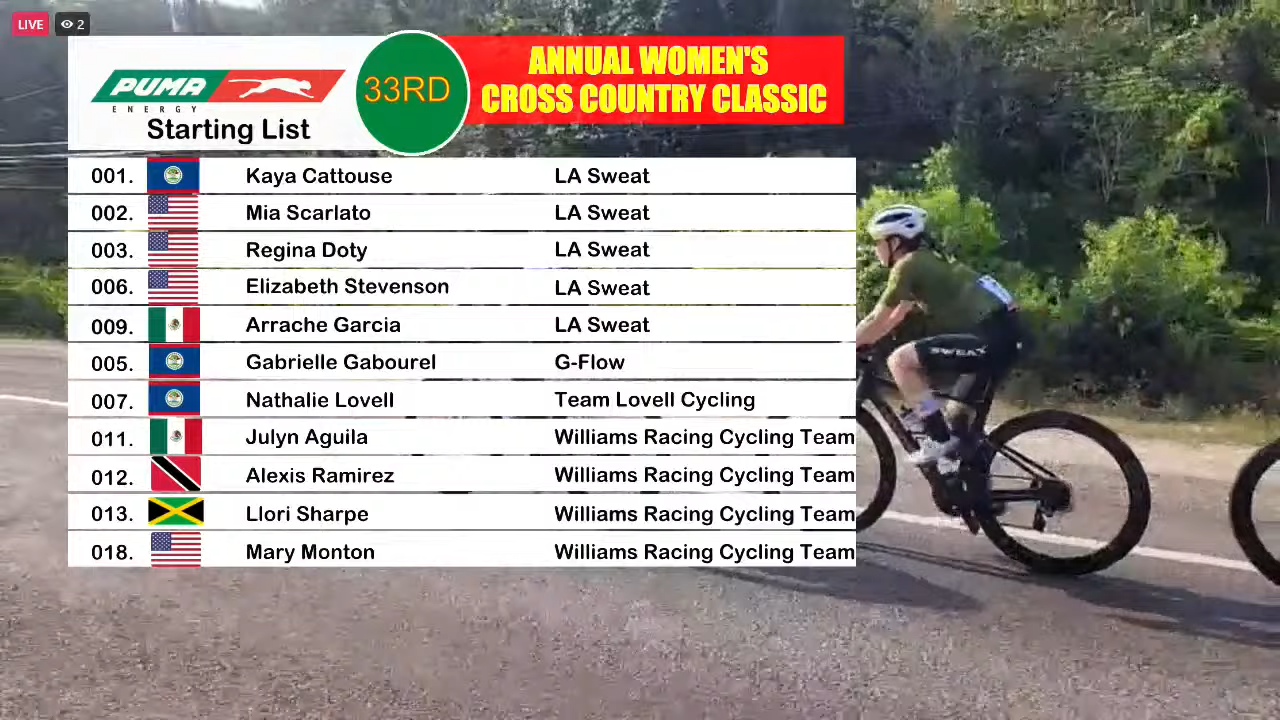 LIVE 2
PUMA
ENERGY
Starting List
33RD
ANNUAL WOMEN'S
CROSS COUNTRY CLASSIC
001. Kaya Cattouse LA Sweat
002. Mia Scarlato LA Sweat
003. Regina Doty LA Sweat
006. Elizabeth Stevenson LA Sweat
009. Arrache Garcia LA Sweat
005. Gabrielle Gabourel G-Flow
007. Nathalie Lovell Team Lovell Cycling
011. Julyn Aguila Williams Racing Cycling Team
012. Alexis Ramirez Williams Racing Cycling Team
013. Llori Sharpe Williams Racing Cycling Team
018. Mary Monton Williams Racing Cycling Team
SWEAT